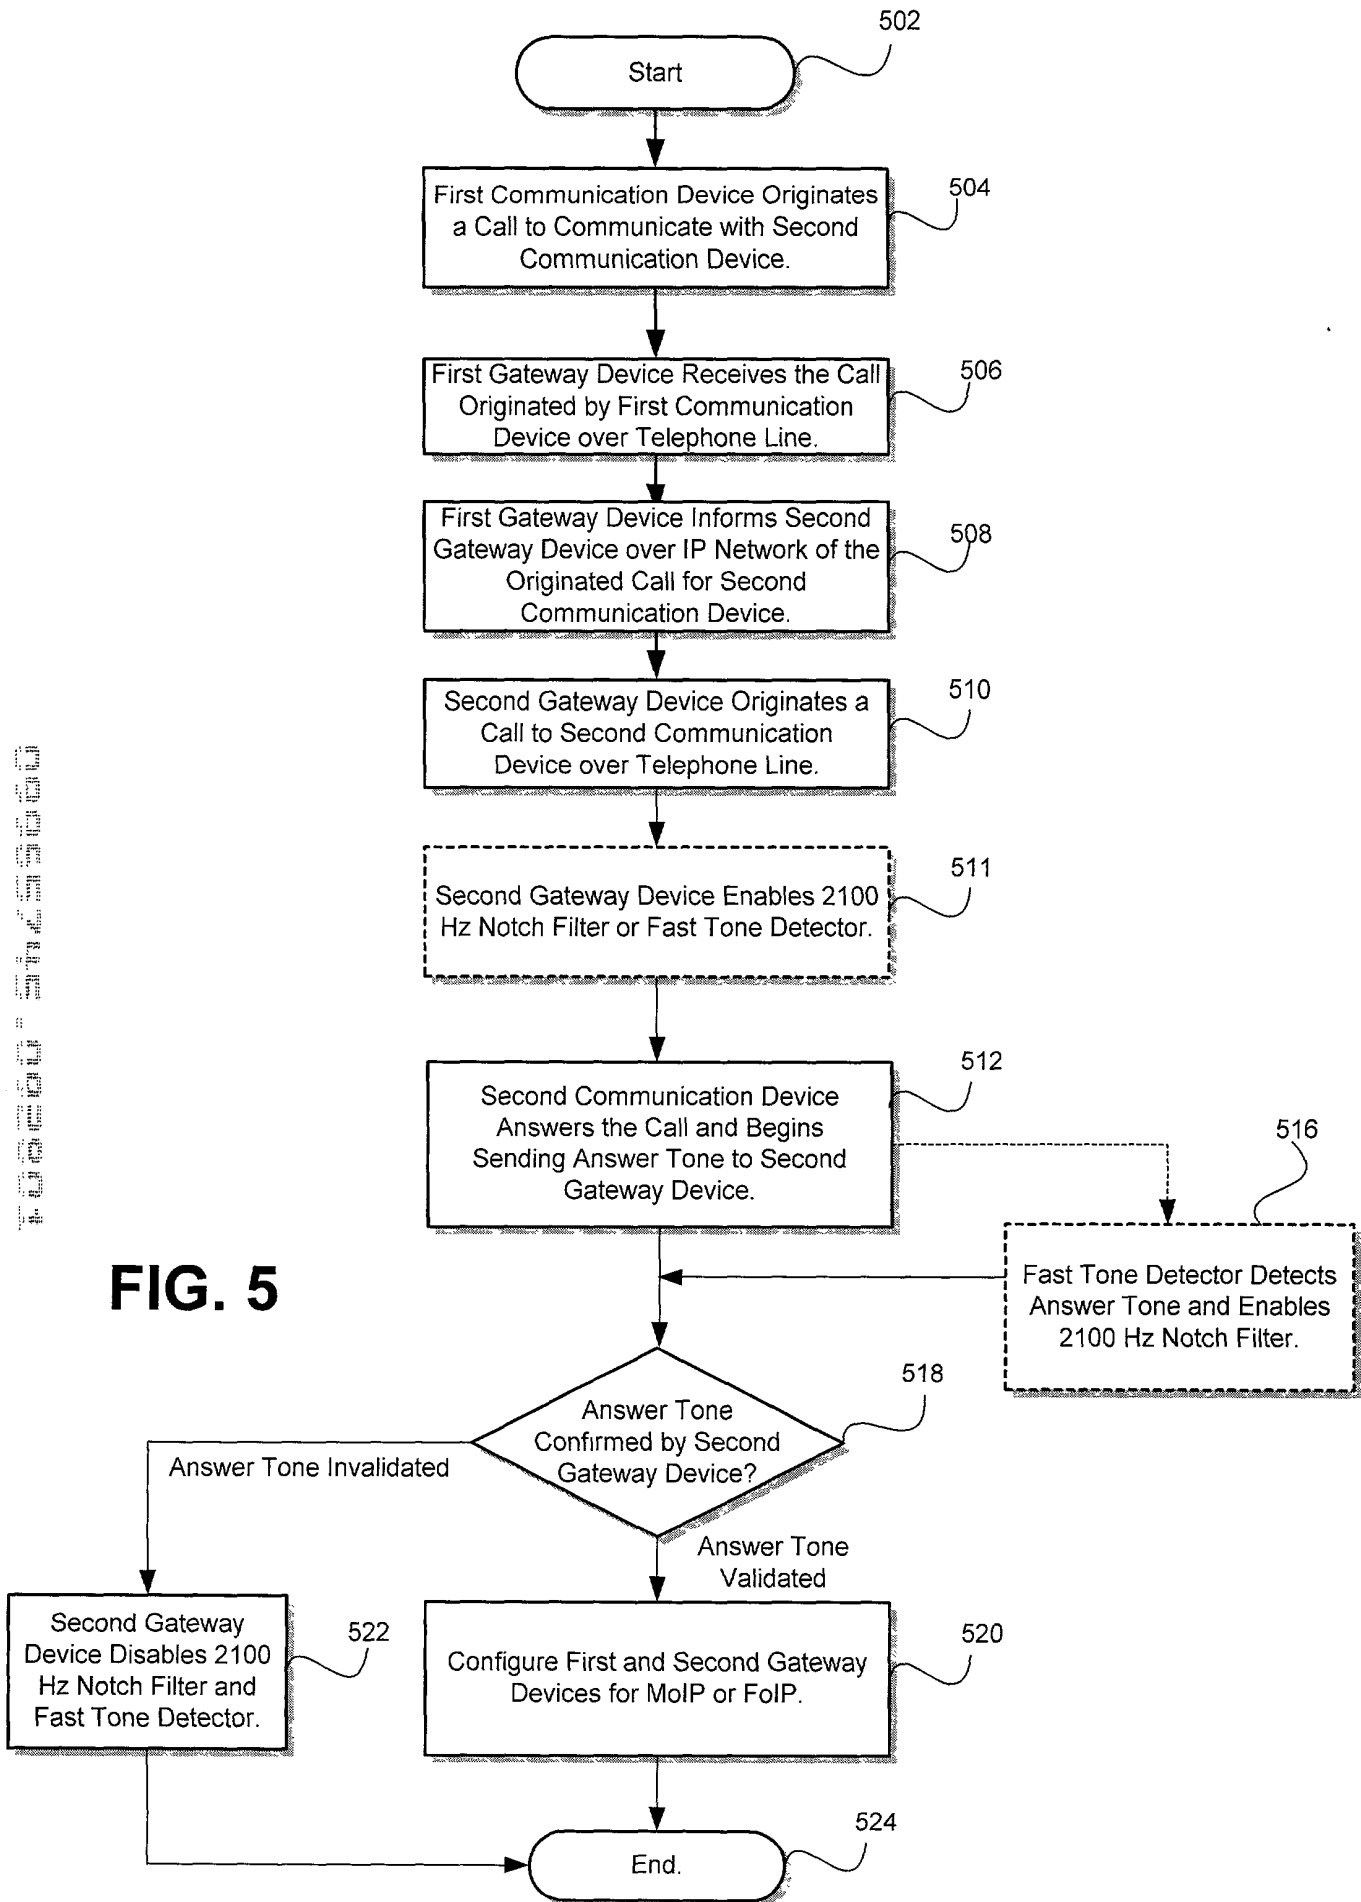 502
Start
504
First Communication Device Originates
a Call to Communicate with Second
Communication Device.
506
First Gateway Device Receives the Call
Originated by First Communication
Device over Telephone Line.
508
First Gateway Device Informs Second
Gateway Device over IP Network of the
Originated Call for Second
Communication Device.
510
Second Gateway Device Originates a
Call to Second Communication
Device over Telephone Line.
511
Second Gateway Device Enables 2100
Hz Notch Filter or Fast Tone Detector.
512
Second Communication Device
Answers the Call and Begins
Sending Answer Tone to Second
Gateway Device.
516
Fast Tone Detector Detects
Answer Tone and Enables
2100 Hz Notch Filter.
FIG. 5
518
Answer Tone
Confirmed by Second
Gateway Device?
Answer Tone Invalidated
Answer Tone
Validated
522
Second Gateway
Device Disables 2100
Hz Notch Filter and
Fast Tone Detector.
520
Configure First and Second Gateway
Devices for MoIP or FoIP.
524
End.